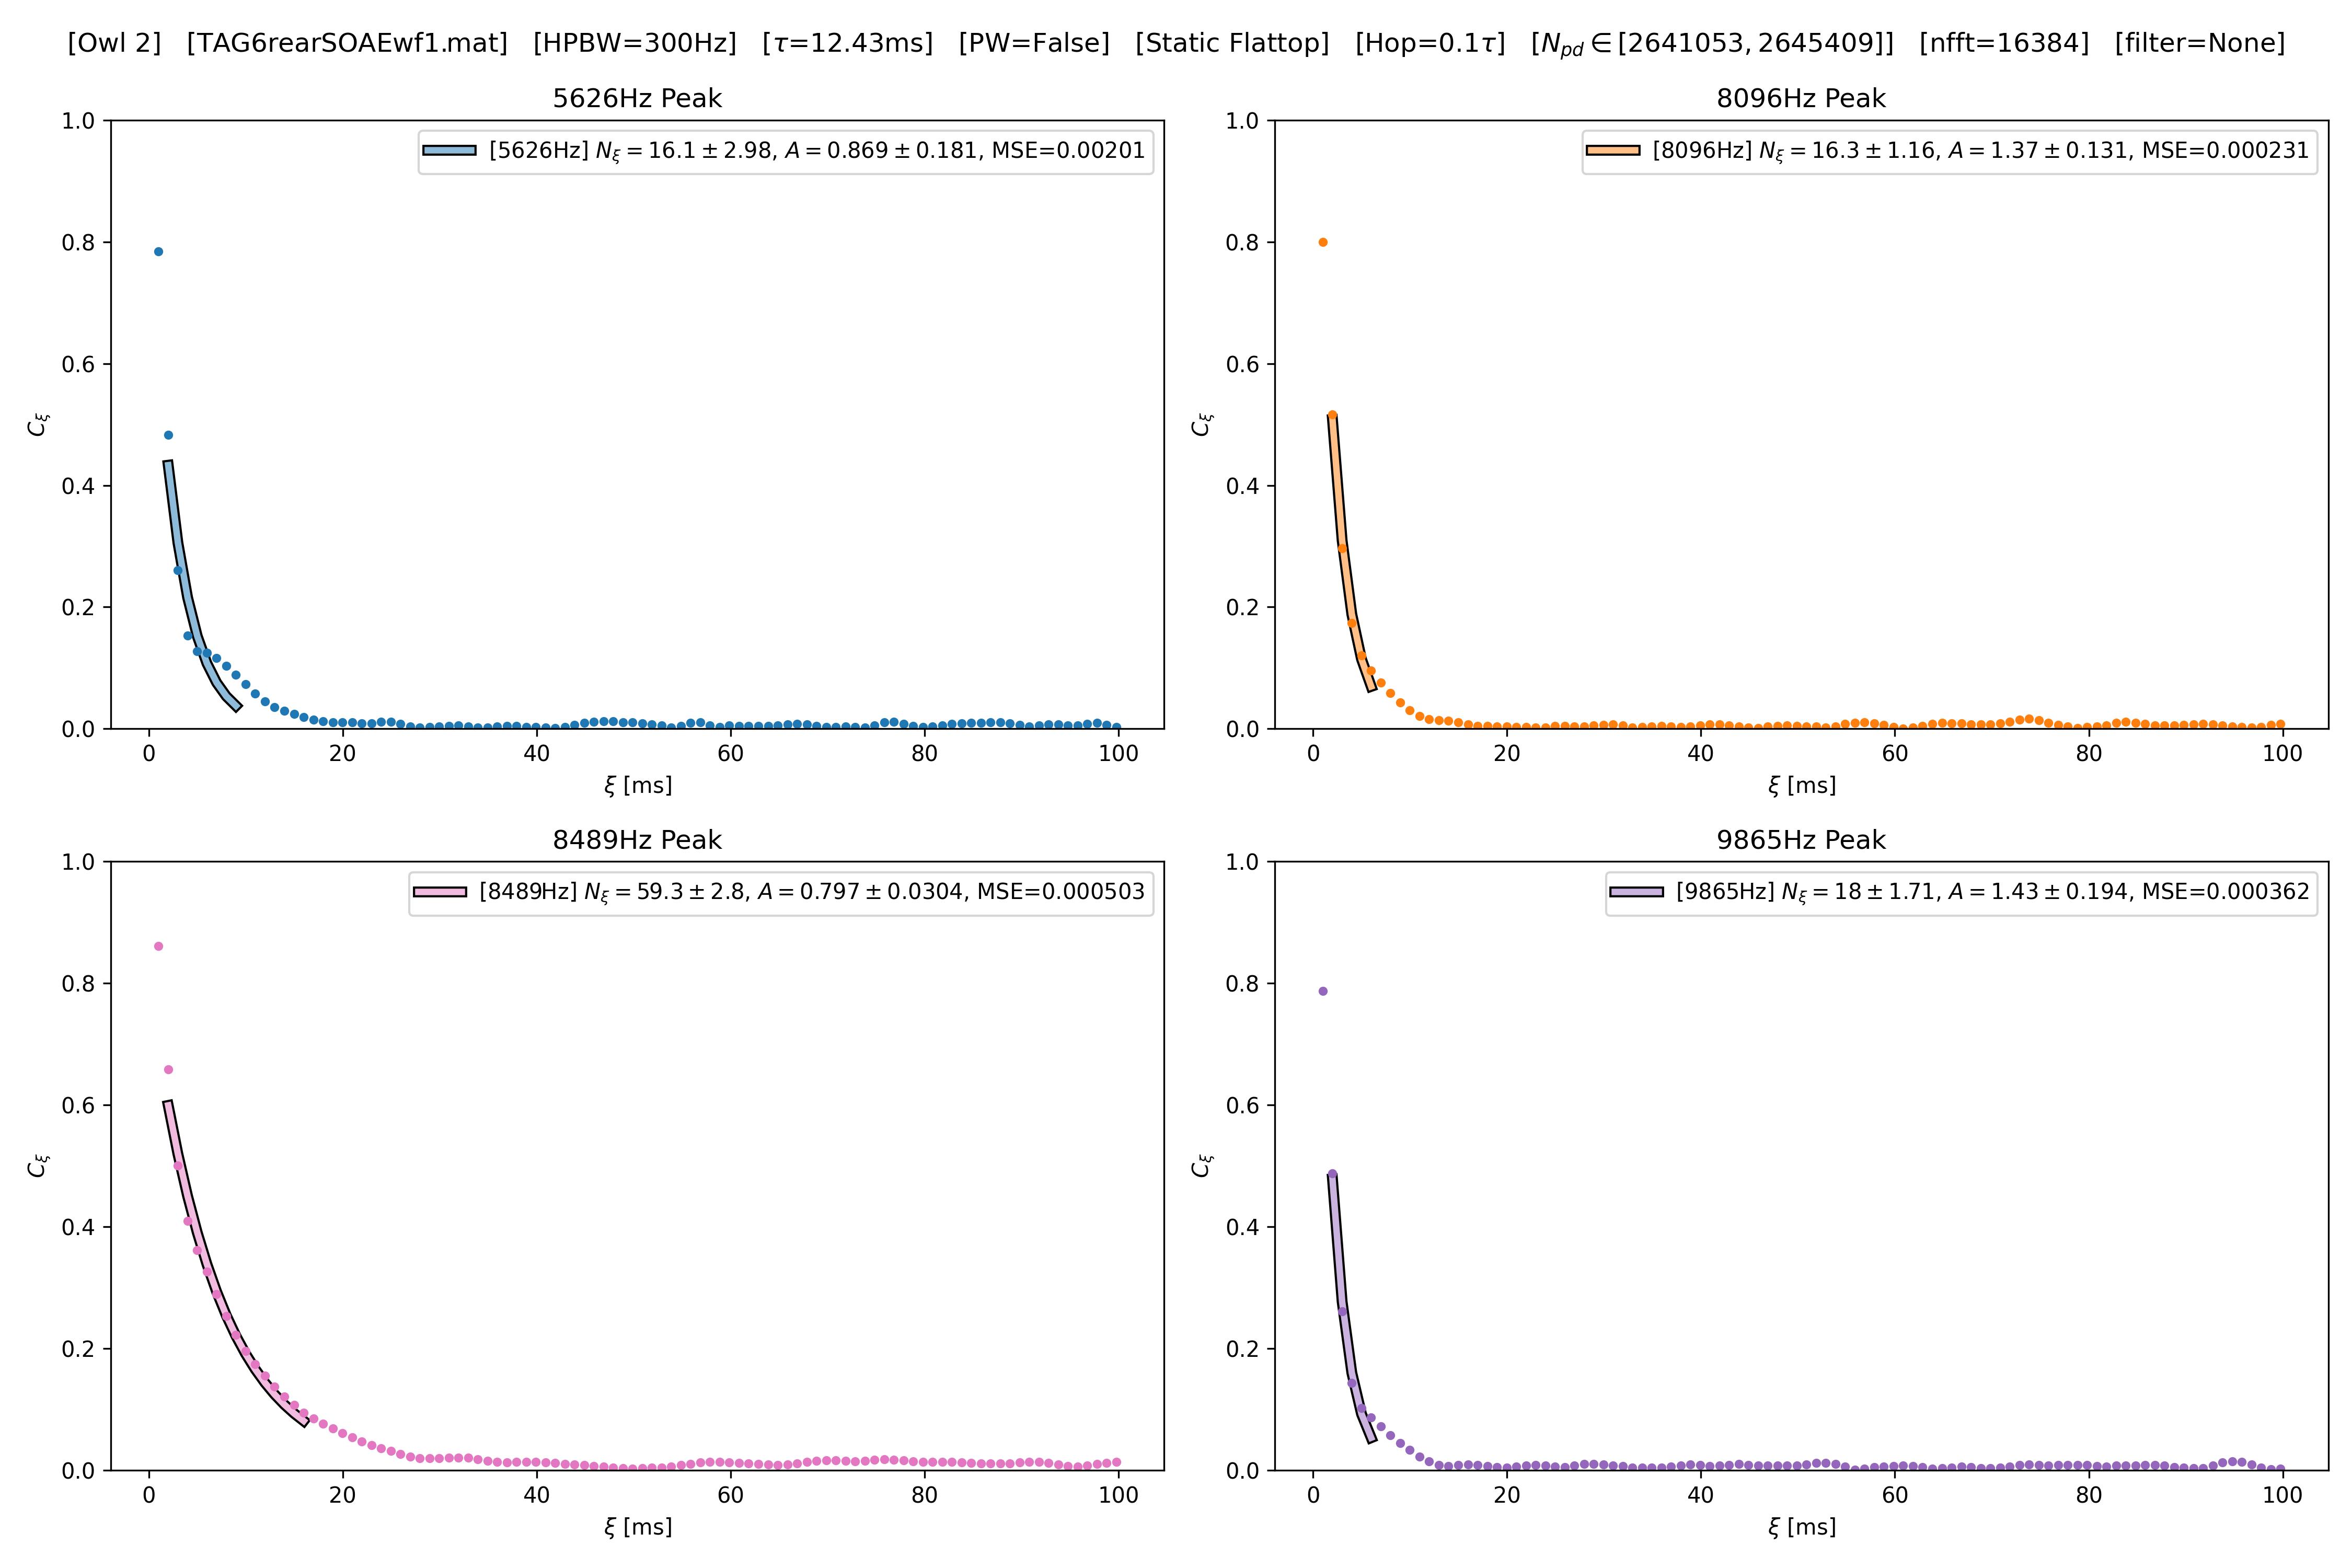 [Owl 2] [TAG6rearSOAEwf1.mat] [HPBW=300Hz] [τ=12.43ms] [PW=False] [Static Flattop] [Hop=0.1τ] [N_pd ∈ [2641053, 2645409]] [nfft=16384] [filter=None]
5626Hz Peak
[5626Hz] N_ξ = 16.1 ± 2.98, A = 0.869 ± 0.181, MSE=0.00201
1.0
0.8
0.6
0.4
0.2
0.0
C_ξ
0 20 40 60 80 100
ξ [ms]
8096Hz Peak
[8096Hz] N_ξ = 16.3 ± 1.16, A = 1.37 ± 0.131, MSE=0.000231
1.0
0.8
0.6
0.4
0.2
0.0
C_ξ
0 20 40 60 80 100
ξ [ms]
8489Hz Peak
[8489Hz] N_ξ = 59.3 ± 2.8, A = 0.797 ± 0.0304, MSE=0.000503
1.0
0.8
0.6
0.4
0.2
0.0
C_ξ
0 20 40 60 80 100
ξ [ms]
9865Hz Peak
[9865Hz] N_ξ = 18 ± 1.71, A = 1.43 ± 0.194, MSE=0.000362
1.0
0.8
0.6
0.4
0.2
0.0
C_ξ
0 20 40 60 80 100
ξ [ms]